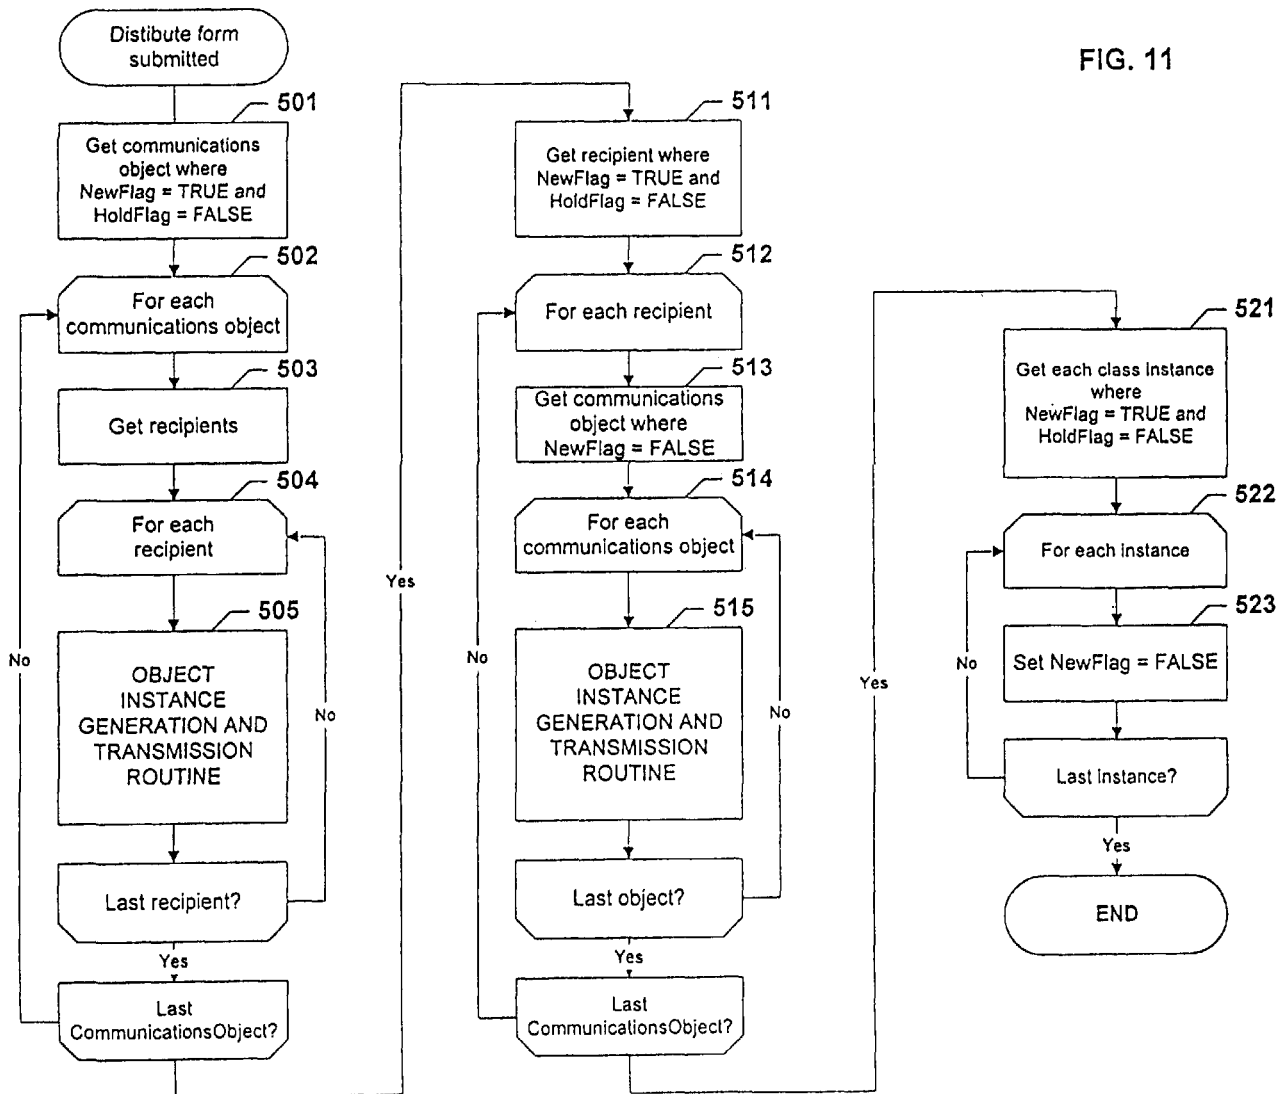 Distibute form
submitted
501
Get communications
object where
NewFlag = TRUE and
HoldFlag = FALSE
502
For each
communications object
503
Get recipients
504
For each
recipient
505
OBJECT
INSTANCE
GENERATION AND
TRANSMISSION
ROUTINE
No
No
Last recipient?
Yes
Last
CommunicationsObject?
Yes
511
Get recipient where
NewFlag = TRUE and
HoldFlag = FALSE
512
For each recipient
513
Get communications
object where
NewFlag = FALSE
514
For each
communications object
515
OBJECT
INSTANCE
GENERATION AND
TRANSMISSION
ROUTINE
No
No
Last object?
Yes
Last
CommunicationsObject?
Yes
FIG. 11
521
Get each class instance
where
NewFlag = TRUE and
HoldFlag = FALSE
522
For each instance
523
Set NewFlag = FALSE
No
Last instance?
Yes
END